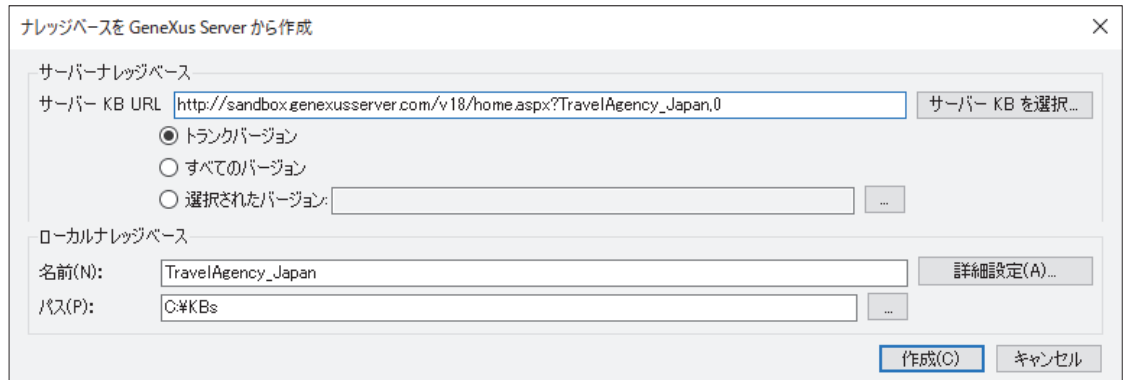 ナレッジベースを GeneXus Server から作成
サーバーナレッジベース
サーバー KB URL http://sandbox.genexusserver.com/v18/home.aspx?TravelAgency_Japan,0 サーバー KB を選択...
トランクバージョン
すべてのバージョン
選択されたバージョン: ...
ローカルナレッジベース
名前(N): TravelAgency_Japan 詳細設定(A)...
パス(P): C:¥KBs ...
作成(C) キャンセル